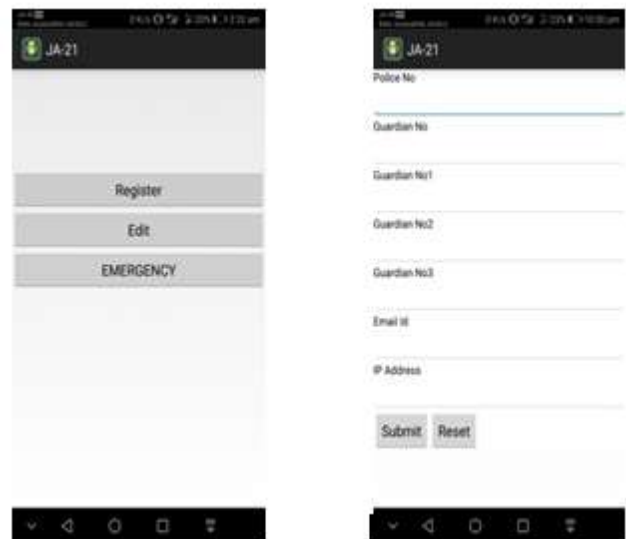 JA-21
Register
Edit
EMERGENCY
JA-21
Police No
Guardian No
Guardian No1
Guardian No2
Guardian No3
Email Id
IP Address
Submit Reset